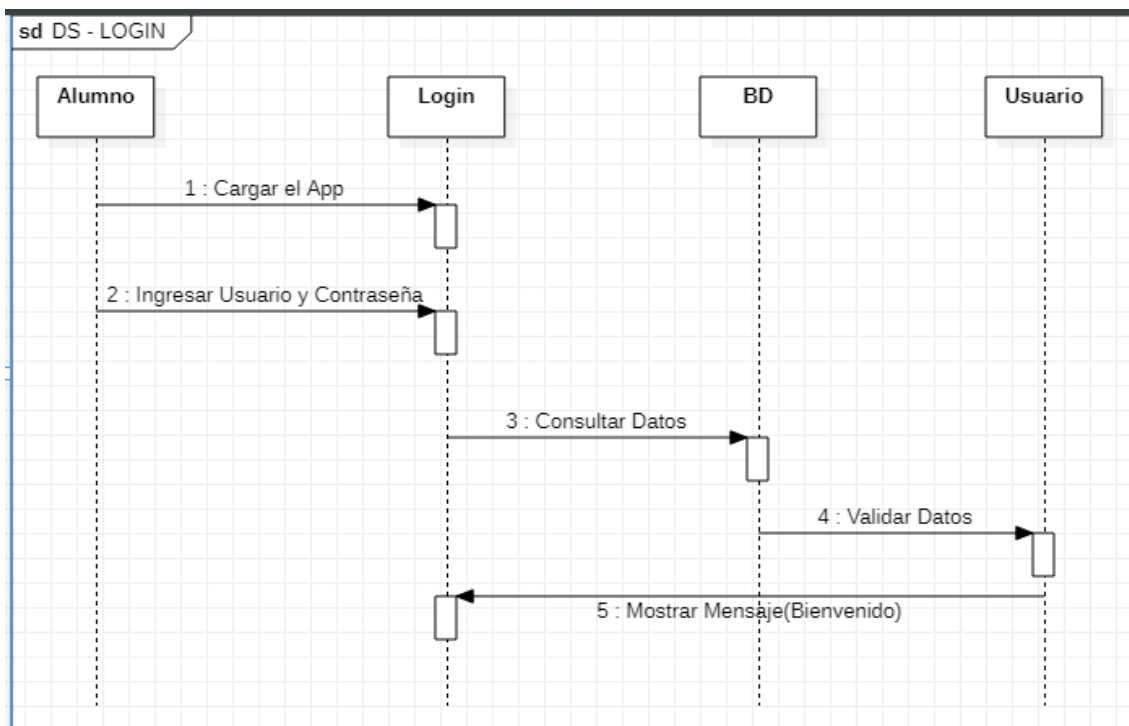 sd DS - LOGIN
Alumno
Login
BD
Usuario
1 : Cargar el App
2 : Ingresar Usuario y Contraseña
3 : Consultar Datos
4 : Validar Datos
5 : Mostrar Mensaje(Bienvenido)